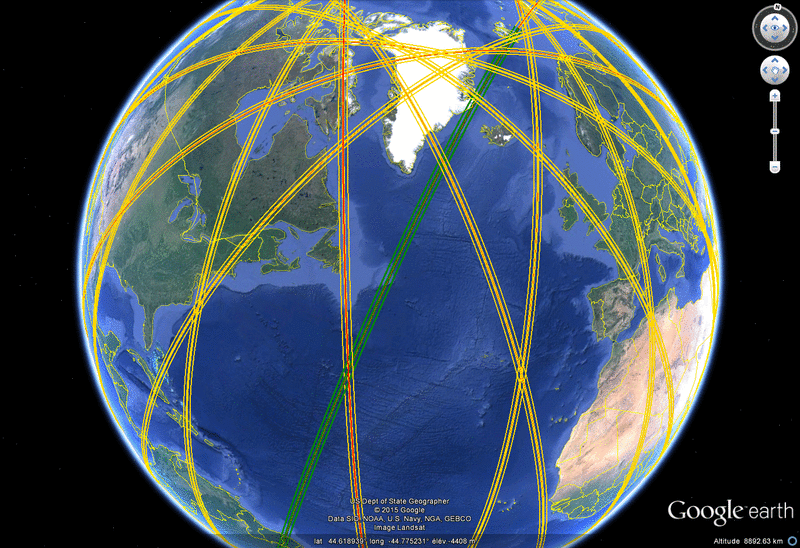 N
US Dept of State Geographer
© 2015 Google
Data SIO, NOAA, U.S. Navy, NGA, GEBCO
Image Landsat
Google earth
lat 44.618939° long -44.775231° élév -4408 m
Altitude 8892.63 km